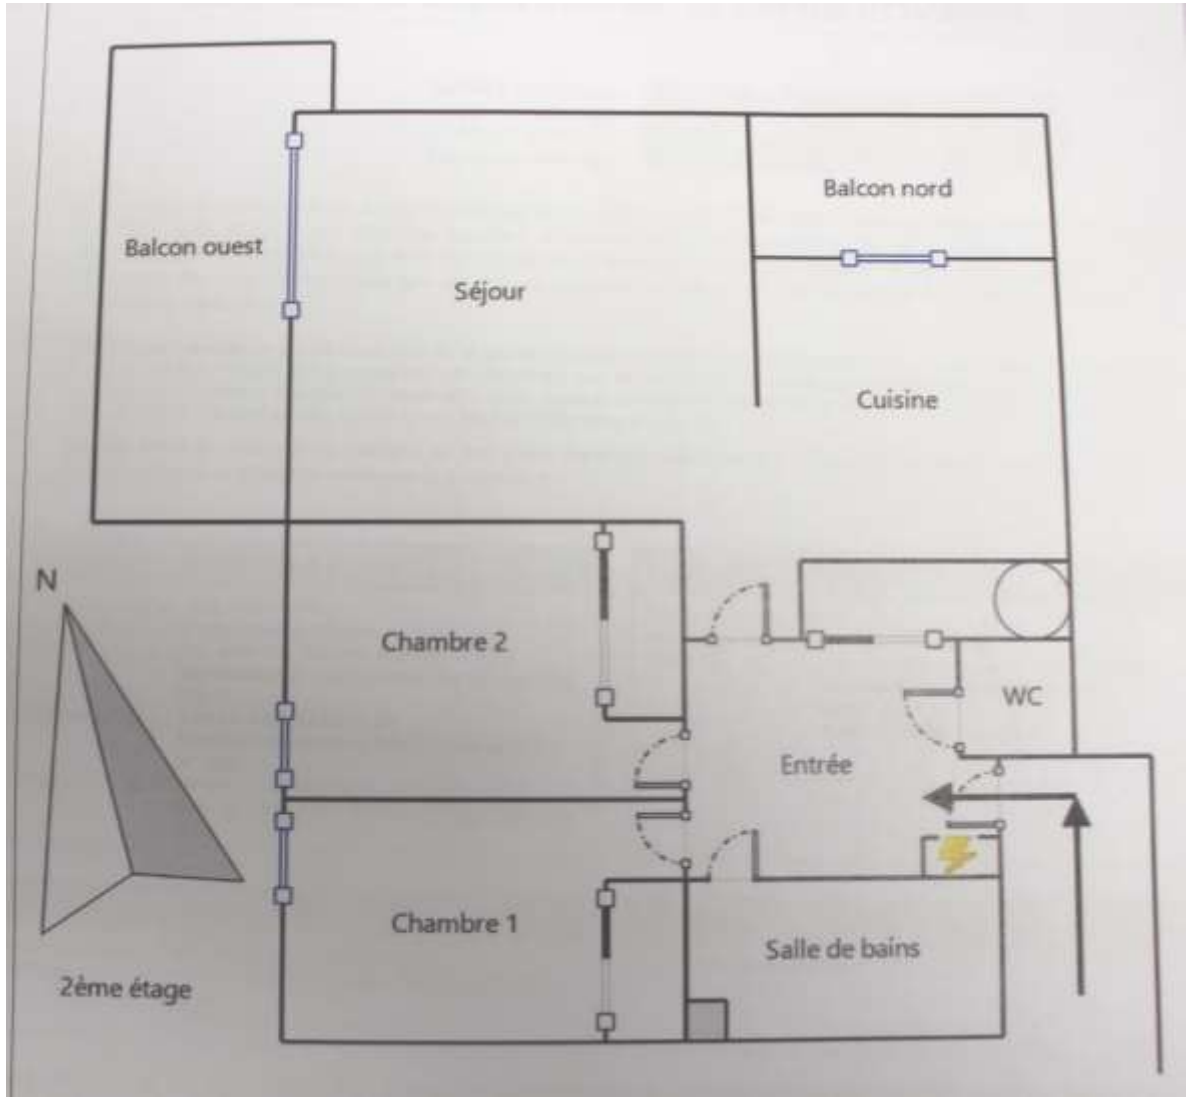 Balcon nord
Balcon ouest
Séjour
Cuisine
N
Chambre 2
WC
Entrée
Chambre 1
Salle de bains
2ème étage